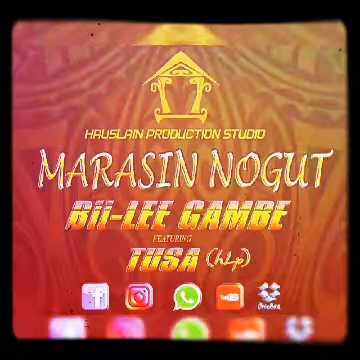 HAUSLAIN PRODUCTION STUDIO
MARASIN NOGUT
Bii-LEE GAMBE
FEATURING
TUSA (hLp)